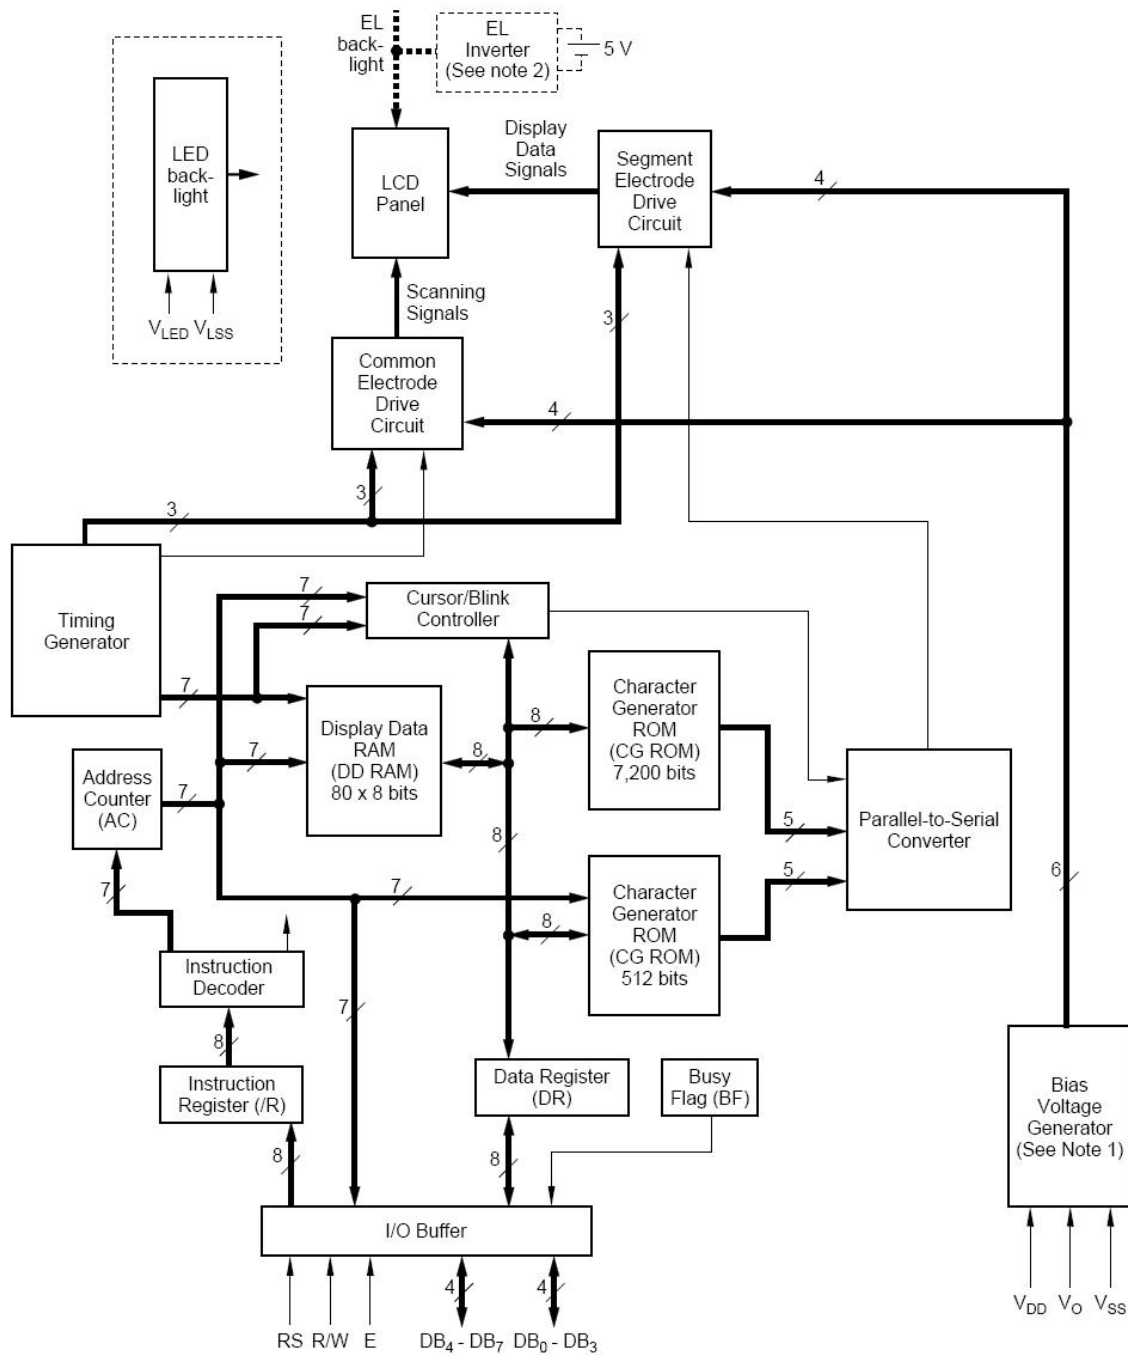 EL
back-
light
EL
Inverter
(See note 2)
5 V
LED
back-
light
V_LED V_LSS
LCD
Panel
Display
Data
Signals
Segment
Electrode
Drive
Circuit
4
Scanning
Signals
3
Common
Electrode
Drive
Circuit
4
3
3
Timing
Generator
7
7
Cursor/Blink
Controller
7
Display Data
RAM
(DD RAM)
80 x 8 bits
7
8
8
Character
Generator
ROM
(CG ROM)
7,200 bits
Address
Counter
(AC)
7
8
5
Parallel-to-Serial
Converter
5
6
7
7
Character
Generator
ROM
(CG ROM)
512 bits
8
Instruction
Decoder
7
8
Instruction
Register (/R)
Data Register
(DR)
Busy
Flag (BF)
Bias
Voltage
Generator
(See Note 1)
8
8
I/O Buffer
4
4
RS R/W E DB4 - DB7 DB0 - DB3
V_DD V_O V_SS